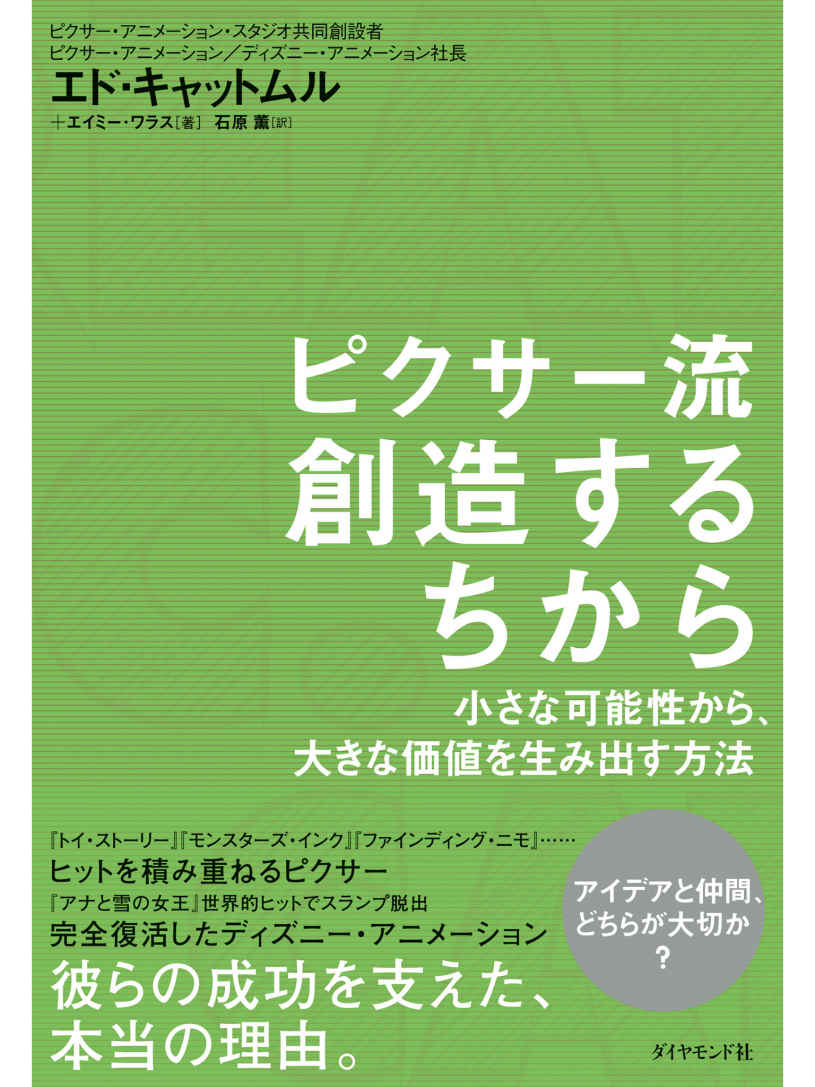 ピクサー・アニメーション・スタジオ共同創設者
ピクサー・アニメーション／ディズニー・アニメーション社長
エド・キャットムル
＋エイミー・ワラス[著] 石原 薫[訳]
ピクサー流
創造する
ちから
小さな可能性から、
大きな価値を生み出す方法
『トイ・ストーリー』『モンスターズ・インク』『ファインディング・ニモ』……
ヒットを積み重ねるピクサー
『アナと雪の女王』世界的ヒットでスランプ脱出
完全復活したディズニー・アニメーション
彼らの成功を支えた、
本当の理由。
アイデアと仲間、
どちらが大切か
？
ダイヤモンド社